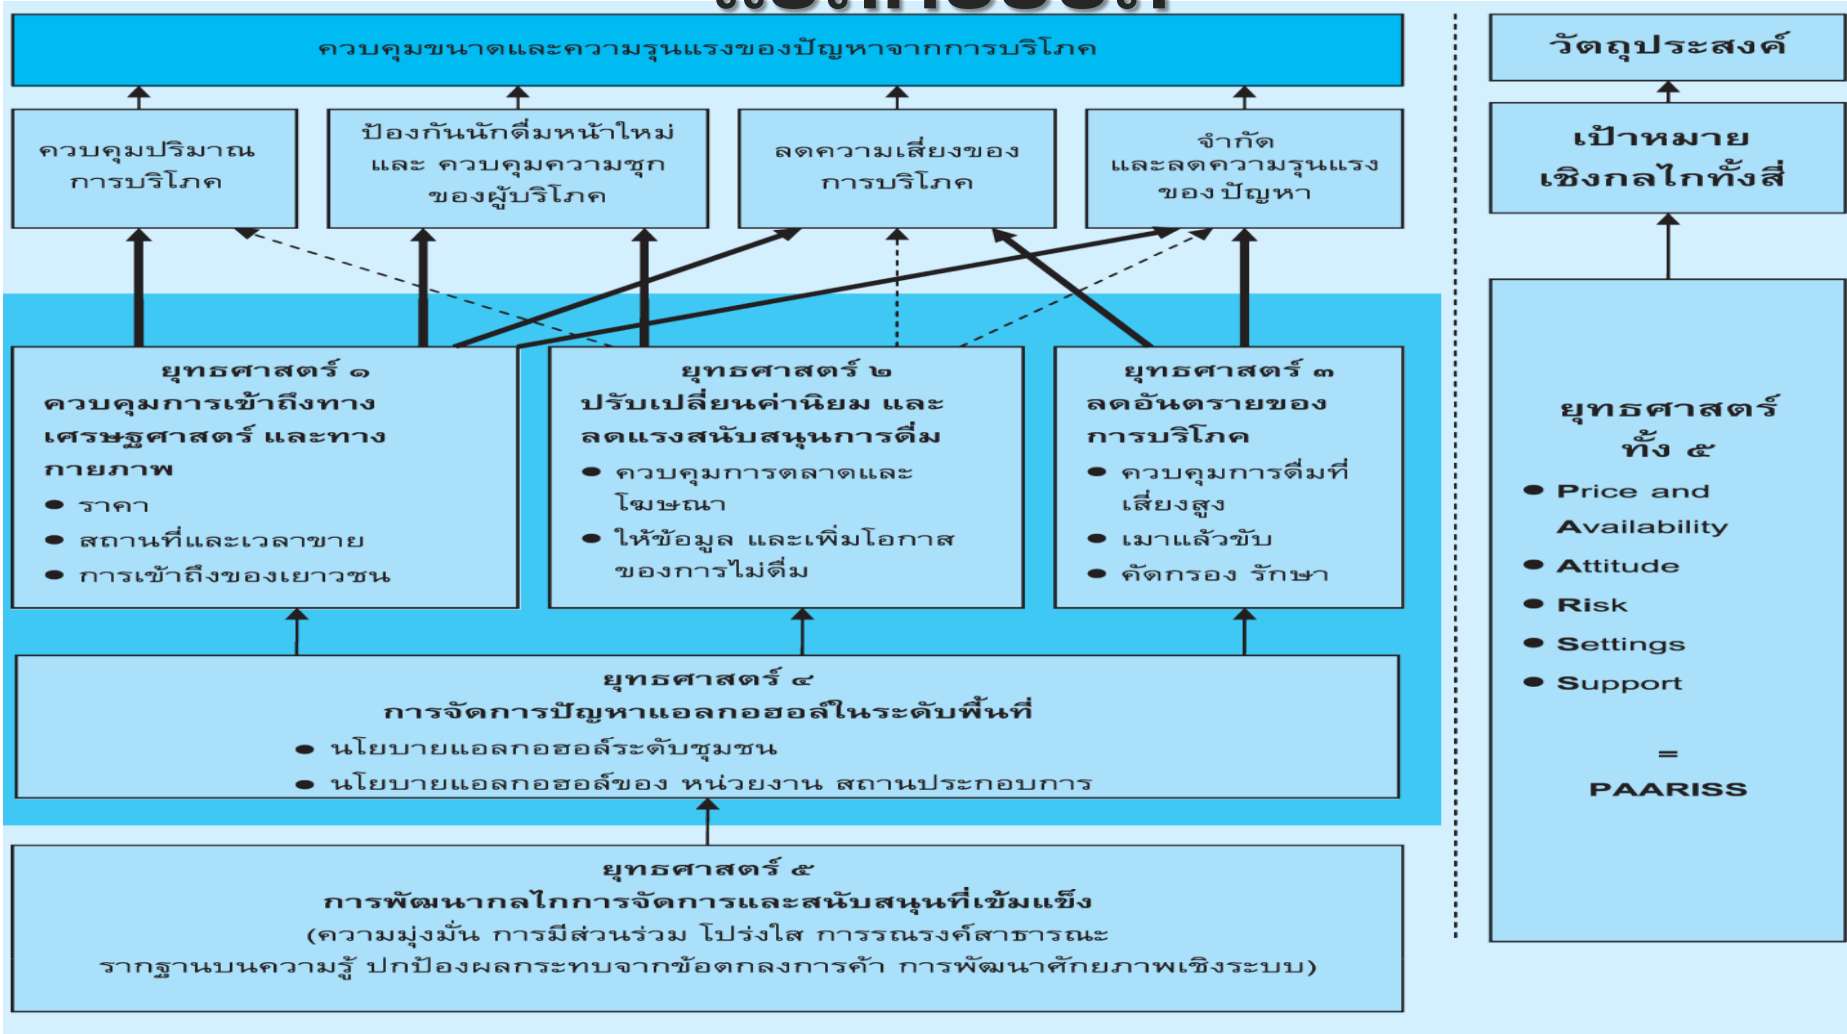 ควบคุมขนาดและความรุนแรงของปัญหาจากการบริโภค
ควบคุมปริมาณ
การบริโภค
ป้องกันนักดื่มหน้าใหม่
และ ควบคุมความชุก
ของผู้บริโภค
ลดความเสี่ยงของ
การบริโภค
จำกัด
และลดความรุนแรง
ของปัญหา
ยุทธศาสตร์ ๑
ควบคุมการเข้าถึงทาง
เศรษฐศาสตร์ และทาง
กายภาพ
● ราคา
● สถานที่และเวลาขาย
● การเข้าถึงของเยาวชน
ยุทธศาสตร์ ๒
ปรับเปลี่ยนค่านิยม และ
ลดแรงสนับสนุนการดื่ม
● ควบคุมการตลาดและ
โฆษณา
● ให้ข้อมูล และเพิ่มโอกาส
ของการไม่ดื่ม
ยุทธศาสตร์ ๓
ลดอันตรายของ
การบริโภค
● ควบคุมการดื่มที่
เสี่ยงสูง
● เมาแล้วขับ
● คัดกรอง รักษา
ยุทธศาสตร์ ๔
การจัดการปัญหาแอลกอฮอล์ในระดับพื้นที่
● นโยบายแอลกอฮอล์ระดับชุมชน
● นโยบายแอลกอฮอล์ของ หน่วยงาน สถานประกอบการ
ยุทธศาสตร์ ๕
การพัฒนากลไกการจัดการและสนับสนุนที่เข้มแข็ง
(ความมุ่งมั่น การมีส่วนร่วม โปร่งใส การรณรงค์สาธารณะ
รากฐานบนความรู้ ปกป้องผลกระทบจากข้อตกลงการค้า การพัฒนาศักยภาพเชิงระบบ)
วัตถุประสงค์
เป้าหมาย
เชิงกลไกทั้งสี่
ยุทธศาสตร์
ทั้ง ๕
● Price and
Availability
● Attitude
● Risk
● Settings
● Support
=
PAARISS